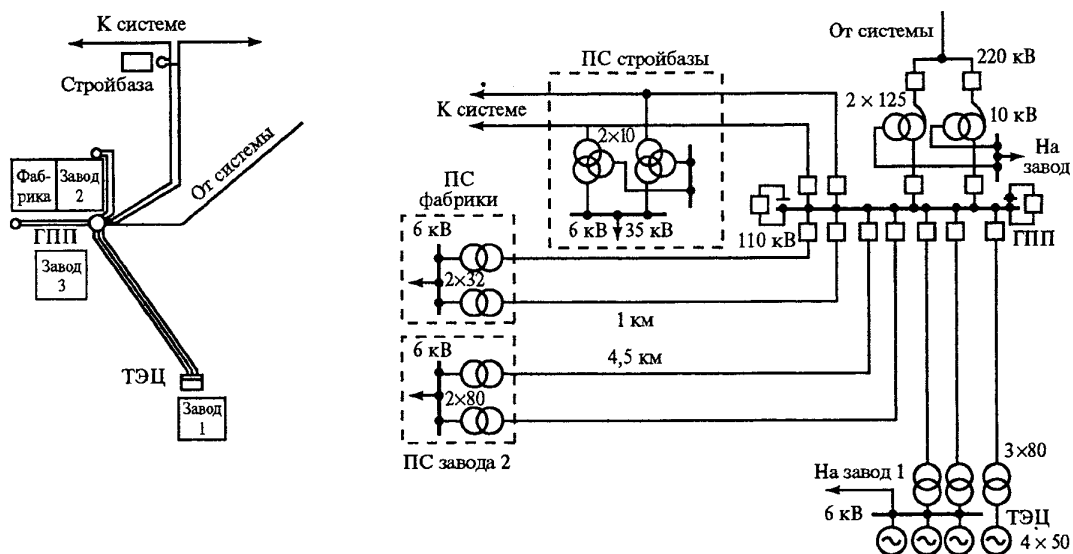 К системе
Стройбаза
От системы
Фаб-
рика
Завод
2
ГПП
Завод
3
ТЭЦ
Завод
1
От системы
220 кВ
ПС стройбазы
К системе
2×10
2 × 125
10 кВ
На
завод
ПС
фабрики
6 кВ
35 кВ
110 кВ
ГПП
6 кВ
2×32
1 км
6 кВ
4,5 км
2×80
ПС завода 2
3×80
На завод 1
6 кВ
ТЭЦ
4 × 50